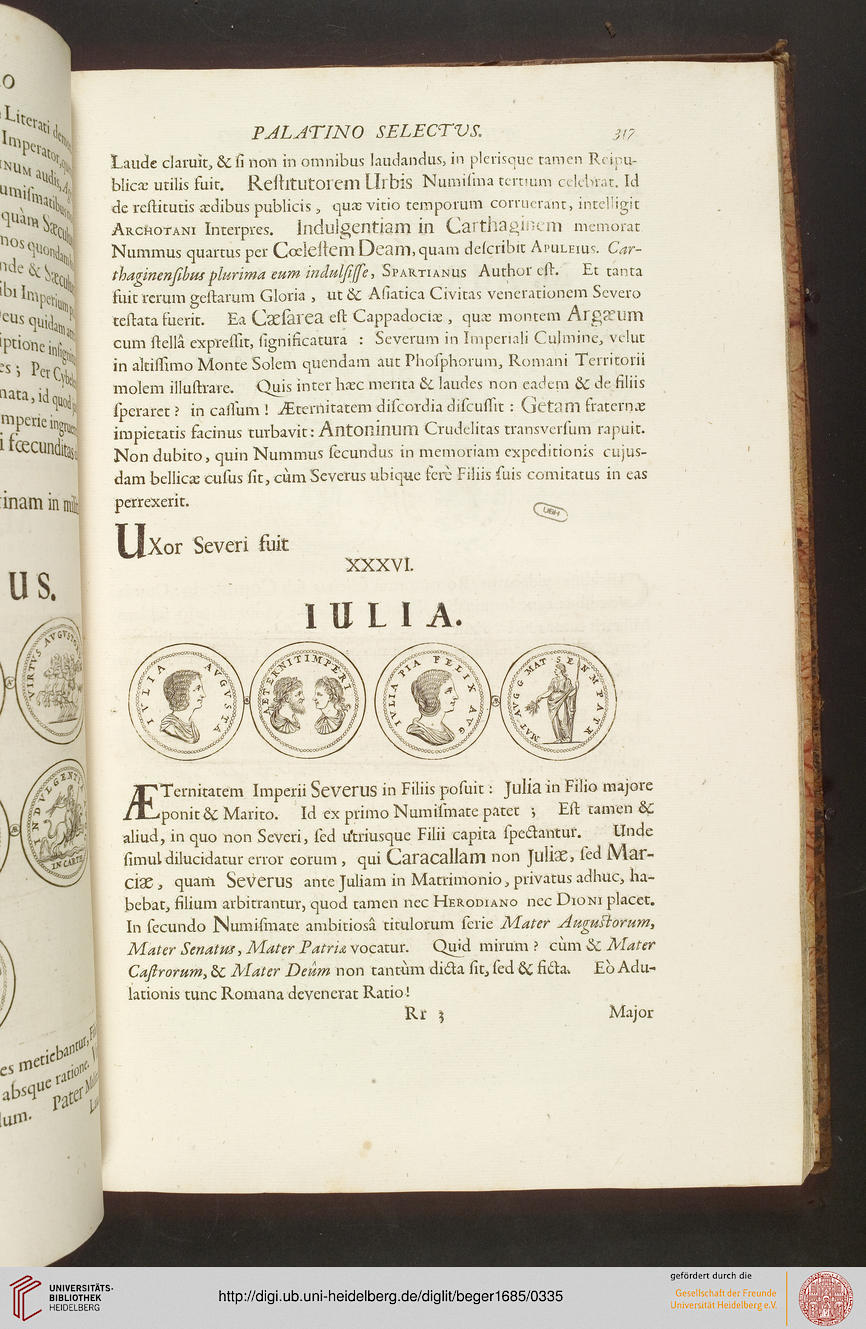 PALATINO SELECTVS. 317
Laude claruit, & ſi non in omnibus laudandus, in plerisque tamen Reipu-
blicæ utilis fuit. Reſtitutorem Urbis Numiſma tertium celebrat. Id
de reſtitutis ædibus publicis, quæ vitio temporum corruerant, intelligit
ARCHOTANI Interpres. Indulgentiam in Carthaginem memorat
Nummus quartus per Cœleſtem Deam, quam deſcribit APULEIUS. Car-
thaginenſibus plurima eum indulſiſſe, SPARTIANUS Author eſt. Et tanta
fuit rerum geſtarum Gloria, ut & Aſiatica Civitas venerationem Severo
teſtata fuerit. Ea Cæſarea eſt Cappadociæ, quæ montem Argæum
cum ſtellâ expreſſit, ſignificatura : Severum in Imperiali Culmine, velut
in altiſſimo Monte Solem quendam aut Phoſphorum, Romani Territorii
molem illuſtrare. Quis inter hæc merita & laudes non eadem & de filiis
ſperaret ? in caſſum ! Æternitatem diſcordia diſcuſſit : Getam fraternæ
impietatis facinus turbavit: Antoninum Crudelitas transverſum rapuit.
Non dubito, quin Nummus ſecundus in memoriam expeditionis cujus-
dam bellicæ cuſus ſit, cùm Severus ubique ferè Filiis ſuis comitatus in eas
perrexerit.
UBH
UXor Severi fuit
XXXVI.
IULIA.
IVLIA AVGVSTA
ÆTERNITIMPERI
IVLIA PIA FELIX AVG
MAT AVGG MAT SEN M PATR
ÆTernitatem Imperii Severus in Filiis poſuit : Julia in Filio majore
ponit & Marito. Id ex primo Numiſmate patet ; Eſt tamen &
aliud, in quo non Severi, ſed utriusque Filii capita ſpectantur. Unde
ſimul dilucidatur error eorum, qui Caracallam non Juliæ, ſed Mar-
ciæ, quam Severus ante Juliam in Matrimonio, privatus adhuc, ha-
bebat, filium arbitrantur, quod tamen nec HERODIANO nec DIONI placet.
In ſecundo Numiſmate ambitiosâ titulorum ſerie Mater Auguſtorum,
Mater Senatus, Mater Patriæ vocatur. Quid mirum ? cùm & Mater
Caſtrorum, & Mater Deûm non tantùm dicta ſit, ſed & ficta. Eò Adu-
lationis tunc Romana devenerat Ratio!
Rr 3 Major
UNIVERSITÄTS-
BIBLIOTHEK
HEIDELBERG
http://digi.ub.uni-heidelberg.de/diglit/beger1685/0335
gefördert durch die
Gesellschaft der Freunde
Universität Heidelberg e.V.